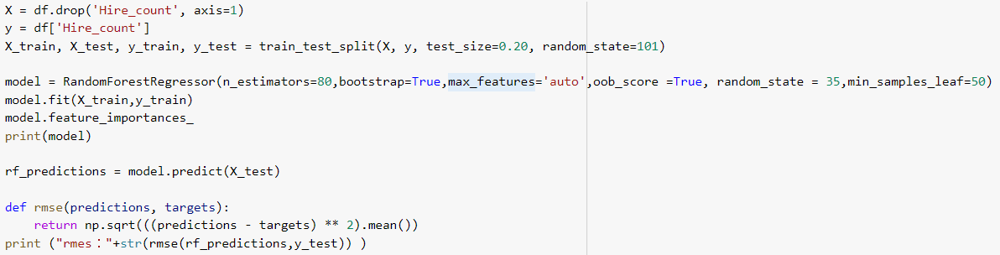 X = df.drop('Hire_count', axis=1)
y = df['Hire_count']
X_train, X_test, y_train, y_test = train_test_split(X, y, test_size=0.20, random_state=101)
model = RandomForestRegressor(n_estimators=80,bootstrap=True,max_features='auto',oob_score =True, random_state = 35,min_samples_leaf=50)
model.fit(X_train,y_train)
model.feature_importances_
print(model)
rf_predictions = model.predict(X_test)
def rmse(predictions, targets):
    return np.sqrt(((predictions - targets) ** 2).mean())
print ("rmes："+str(rmse(rf_predictions,y_test)) )